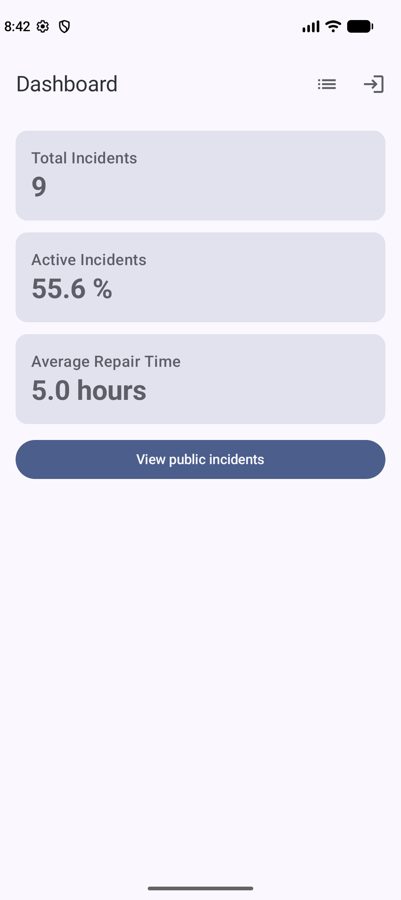 8:42
Dashboard
Total Incidents
9
Active Incidents
55.6 %
Average Repair Time
5.0 hours
View public incidents